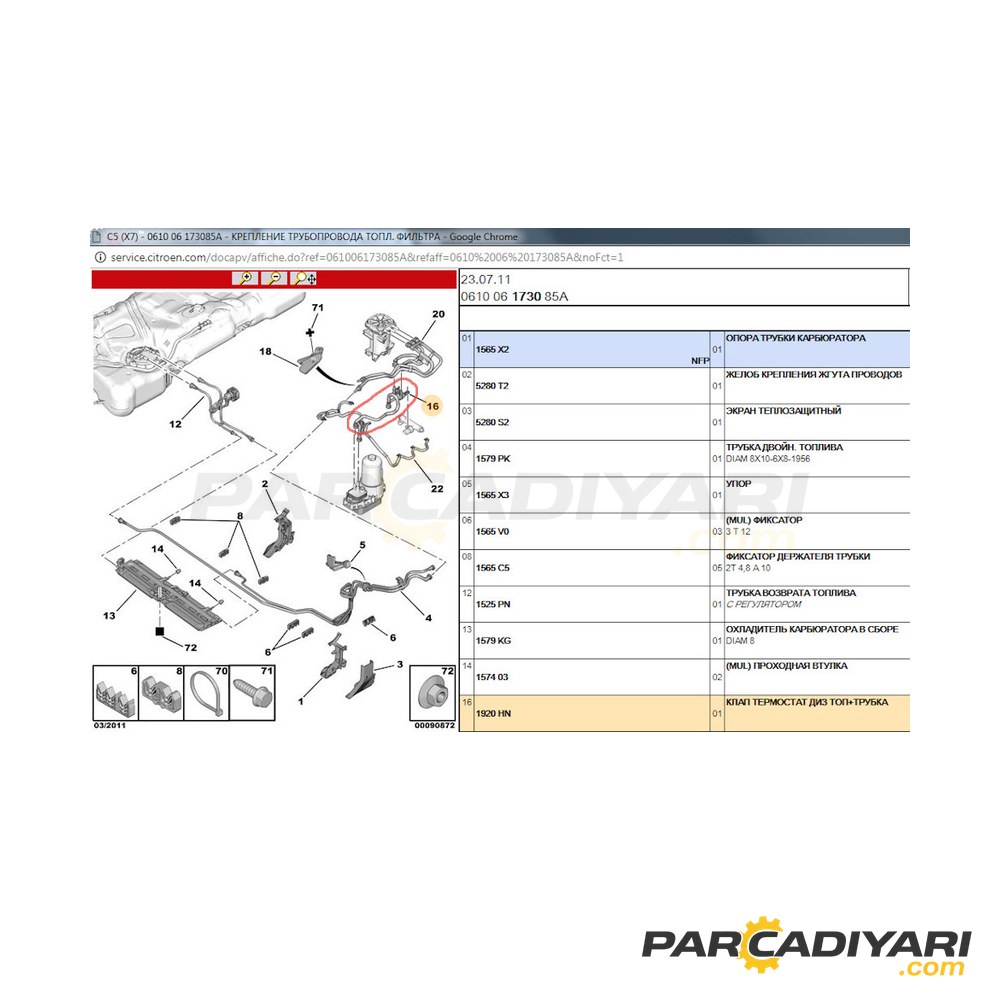 C5 (X7) - 0610 06 173085A - КРЕПЛЕНИЕ ТРУБОПРОВОДА ТОПЛ. ФИЛЬТРА - Google Chrome
service.citroen.com/docapv/affiche.do?ref=061006173085A&refaff=0610%2006%20173085A&noFct=1
23.07.11
0610 06 1730 85A
71
20
18
16
12
22
2
8
14
5
14
13
4
72
6
6
3
1
6
8
70
71
72
03/2011
00090872
01 1565 X2 NFP 01 ОПОРА ТРУБКИ КАРБЮРАТОРА
02 5280 T2 01 ЖЕЛОБ КРЕПЛЕНИЯ ЖГУТА ПРОВОДОВ
03 5280 S2 01 ЭКРАН ТЕПЛОЗАЩИТНЫЙ
04 1579 PK 01 ТРУБКА ДВОЙН. ТОПЛИВА
DIAM 8X10-6X8-1956
05 1565 X3 01 УПОР
06 1565 V0 03 (MUL) ФИКСАТОР
3 T 12
08 1565 C5 05 ФИКСАТОР ДЕРЖАТЕЛЯ ТРУБКИ
2T 4,8 A 10
12 1525 PN 01 ТРУБКА ВОЗВРАТА ТОПЛИВА
С РЕГУЛЯТОРОМ
13 1579 KG 01 ОХЛАДИТЕЛЬ КАРБЮРАТОРА В СБОРЕ
DIAM 8
14 1574 03 02 (MUL) ПРОХОДНАЯ ВТУЛКА
16 1920 HN 01 КЛАП ТЕРМОСТАТ ДИЗ ТОП+ТРУБКА
PARCADIYARI
.com
PARCADIYARI
.com